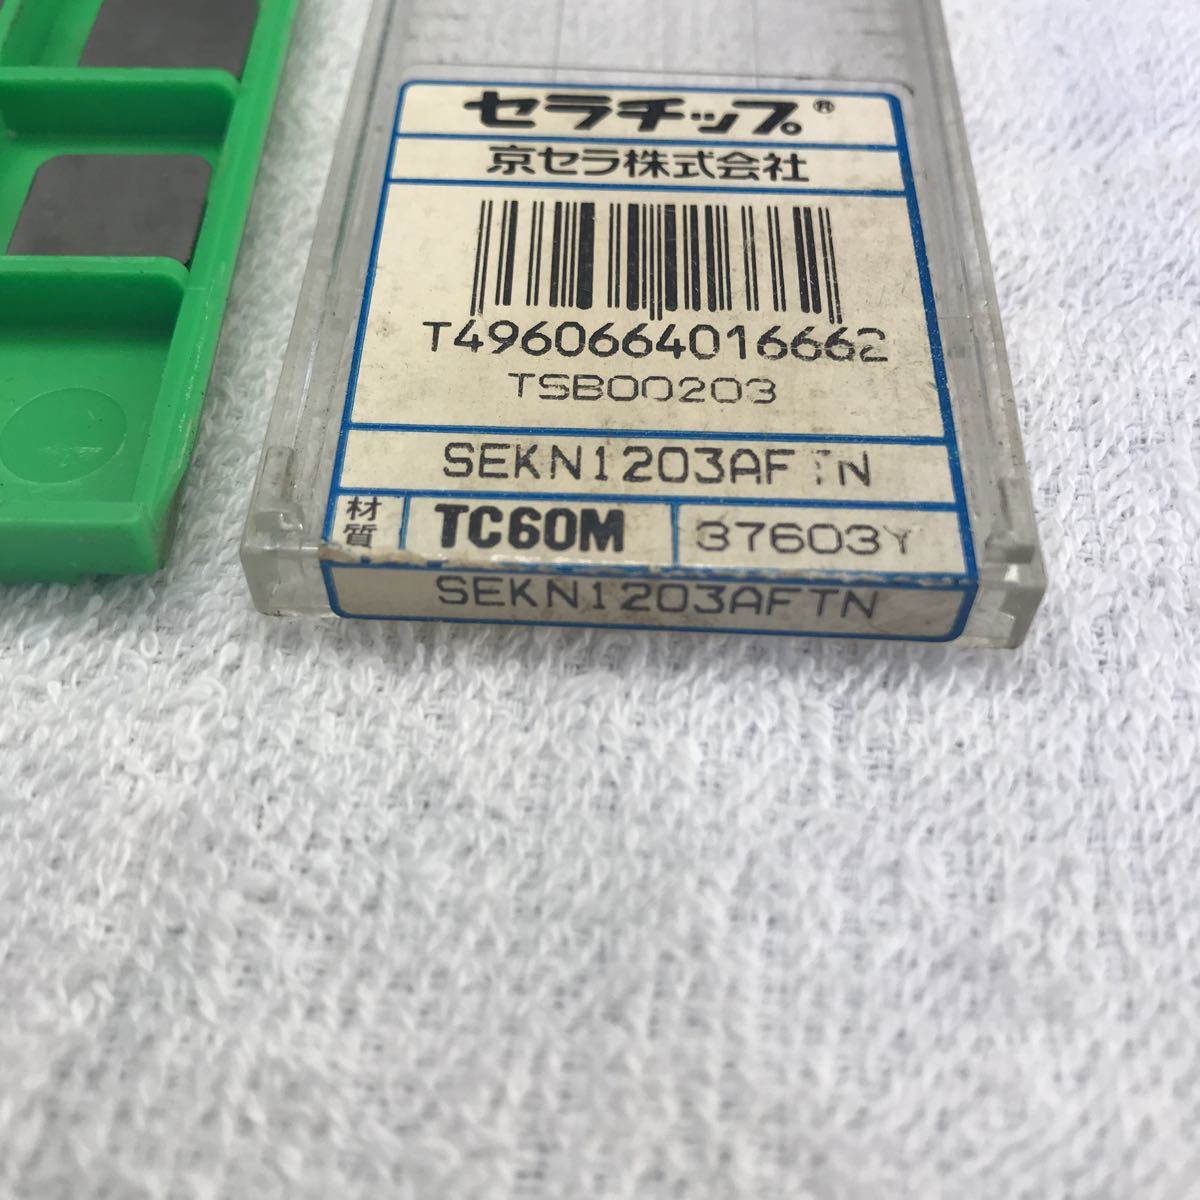 セラチップ®
京セラ株式会社
T4960664016662
TSB00203
SEKN1203AFTN
材質 TC60M 37603Y
SEKN1203AFTN